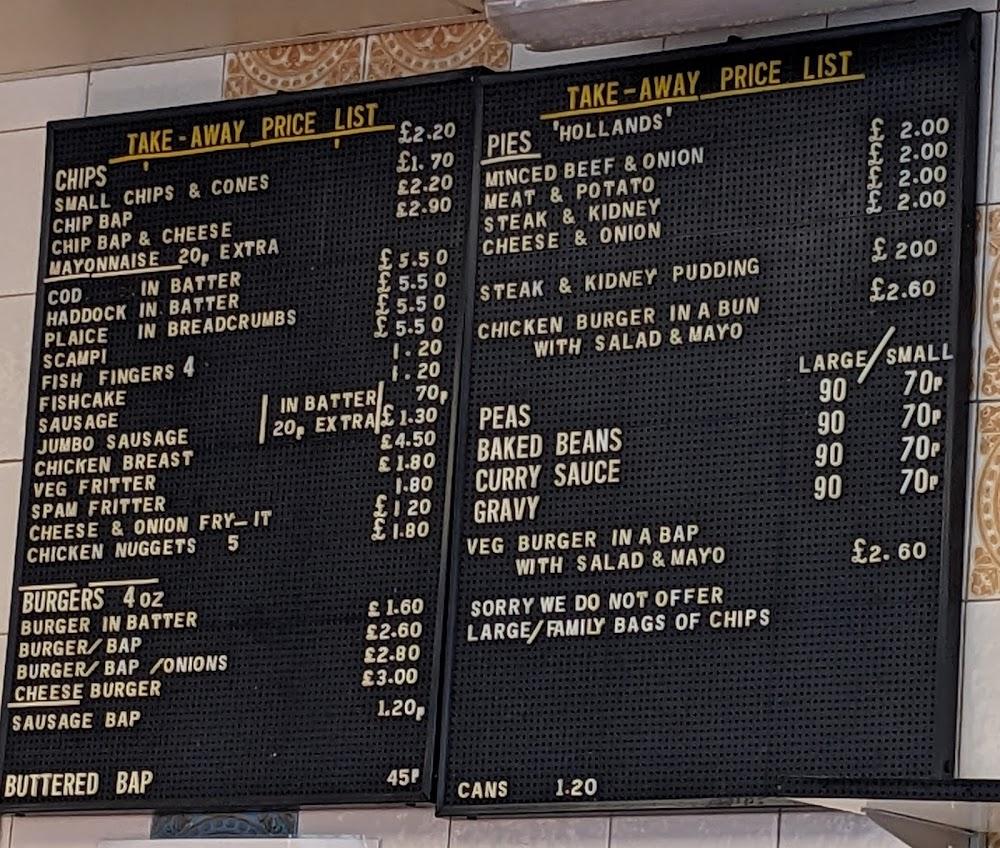 TAKE-AWAY PRICE LIST
CHIPS £2.20
SMALL CHIPS & CONES £1.70
CHIP BAP £2.20
CHIP BAP & CHEESE £2.90
MAYONNAISE 20p EXTRA
COD IN BATTER £5.50
HADDOCK IN BATTER £5.50
PLAICE IN BREADCRUMBS £5.50
SCAMPI £5.50
FISH FINGERS 4 1.20
FISHCAKE 1.20
SAUSAGE IN BATTER 70p
JUMBO SAUSAGE 20p EXTRA £1.30
CHICKEN BREAST £4.50
VEG FRITTER £1.80
SPAM FRITTER 1.80
CHEESE & ONION FRY-IT £1 20
CHICKEN NUGGETS 5 £1.80
BURGERS 4oz
BURGER IN BATTER £1.60
BURGER/BAP £2.60
BURGER/BAP/ONIONS £2.80
CHEESE BURGER £3.00
SAUSAGE BAP 1.20p
BUTTERED BAP 45P
TAKE-AWAY PRICE LIST
PIES 'HOLLANDS'
MINCED BEEF & ONION £ 2.00
MEAT & POTATO £ 2.00
STEAK & KIDNEY £ 2.00
CHEESE & ONION £ 2.00
STEAK & KIDNEY PUDDING £ 200
CHICKEN BURGER IN A BUN £2.60
WITH SALAD & MAYO
LARGE/SMALL
PEAS 90 70p
BAKED BEANS 90 70p
CURRY SAUCE 90 70p
GRAVY 90 70p
VEG BURGER IN A BAP
WITH SALAD & MAYO £2.60
SORRY WE DO NOT OFFER
LARGE/FAMILY BAGS OF CHIPS
CANS 1.20